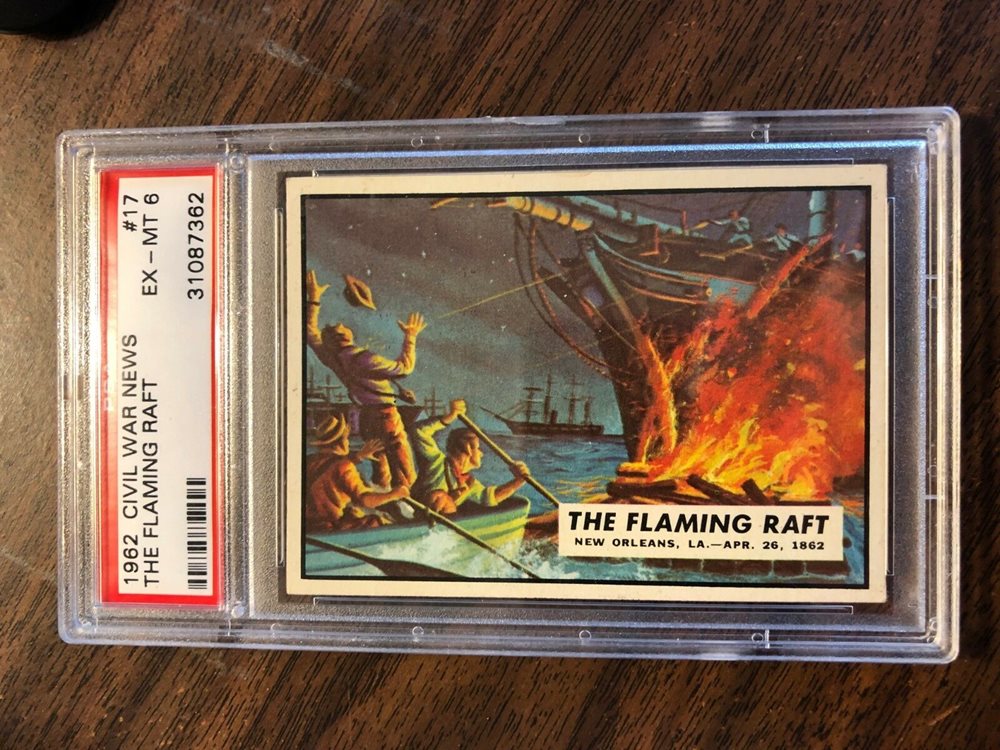 1962 CIVIL WAR NEWS #17
THE FLAMING RAFT EX - MT 6
31087362
THE FLAMING RAFT
NEW ORLEANS, LA.—APR. 26, 1862